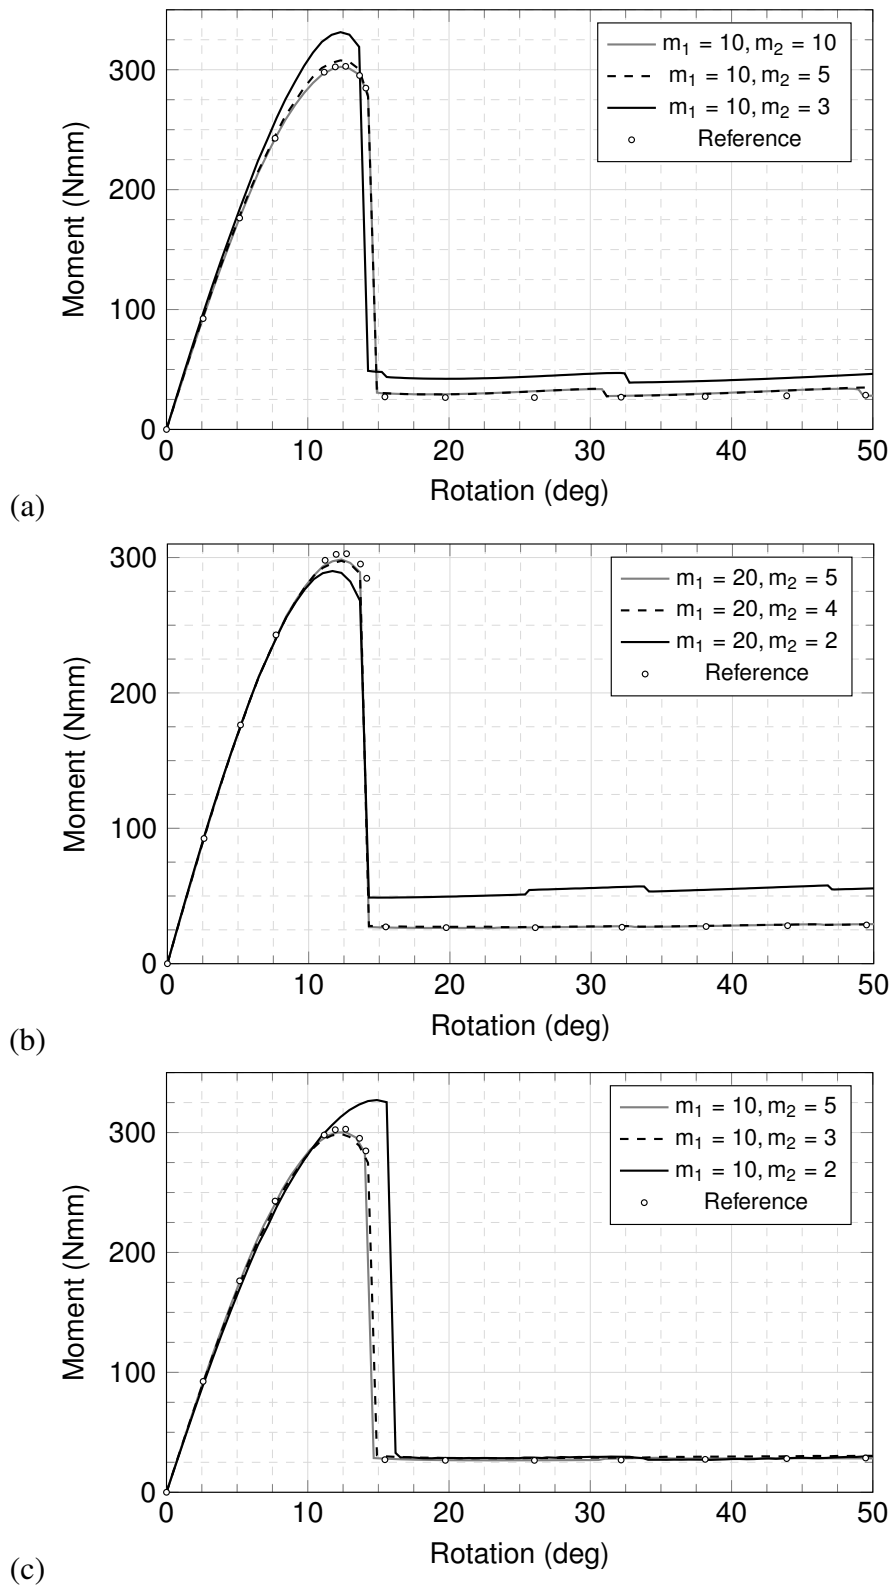 m1 = 10, m2 = 10
m1 = 10, m2 = 5
m1 = 10, m2 = 3
Reference
300
200
100
0
Moment (Nmm)
0 10 20 30 40 50
Rotation (deg)
(a)
m1 = 20, m2 = 5
m1 = 20, m2 = 4
m1 = 20, m2 = 2
Reference
300
200
100
0
Moment (Nmm)
0 10 20 30 40 50
Rotation (deg)
(b)
m1 = 10, m2 = 5
m1 = 10, m2 = 3
m1 = 10, m2 = 2
Reference
300
200
100
0
Moment (Nmm)
0 10 20 30 40 50
Rotation (deg)
(c)